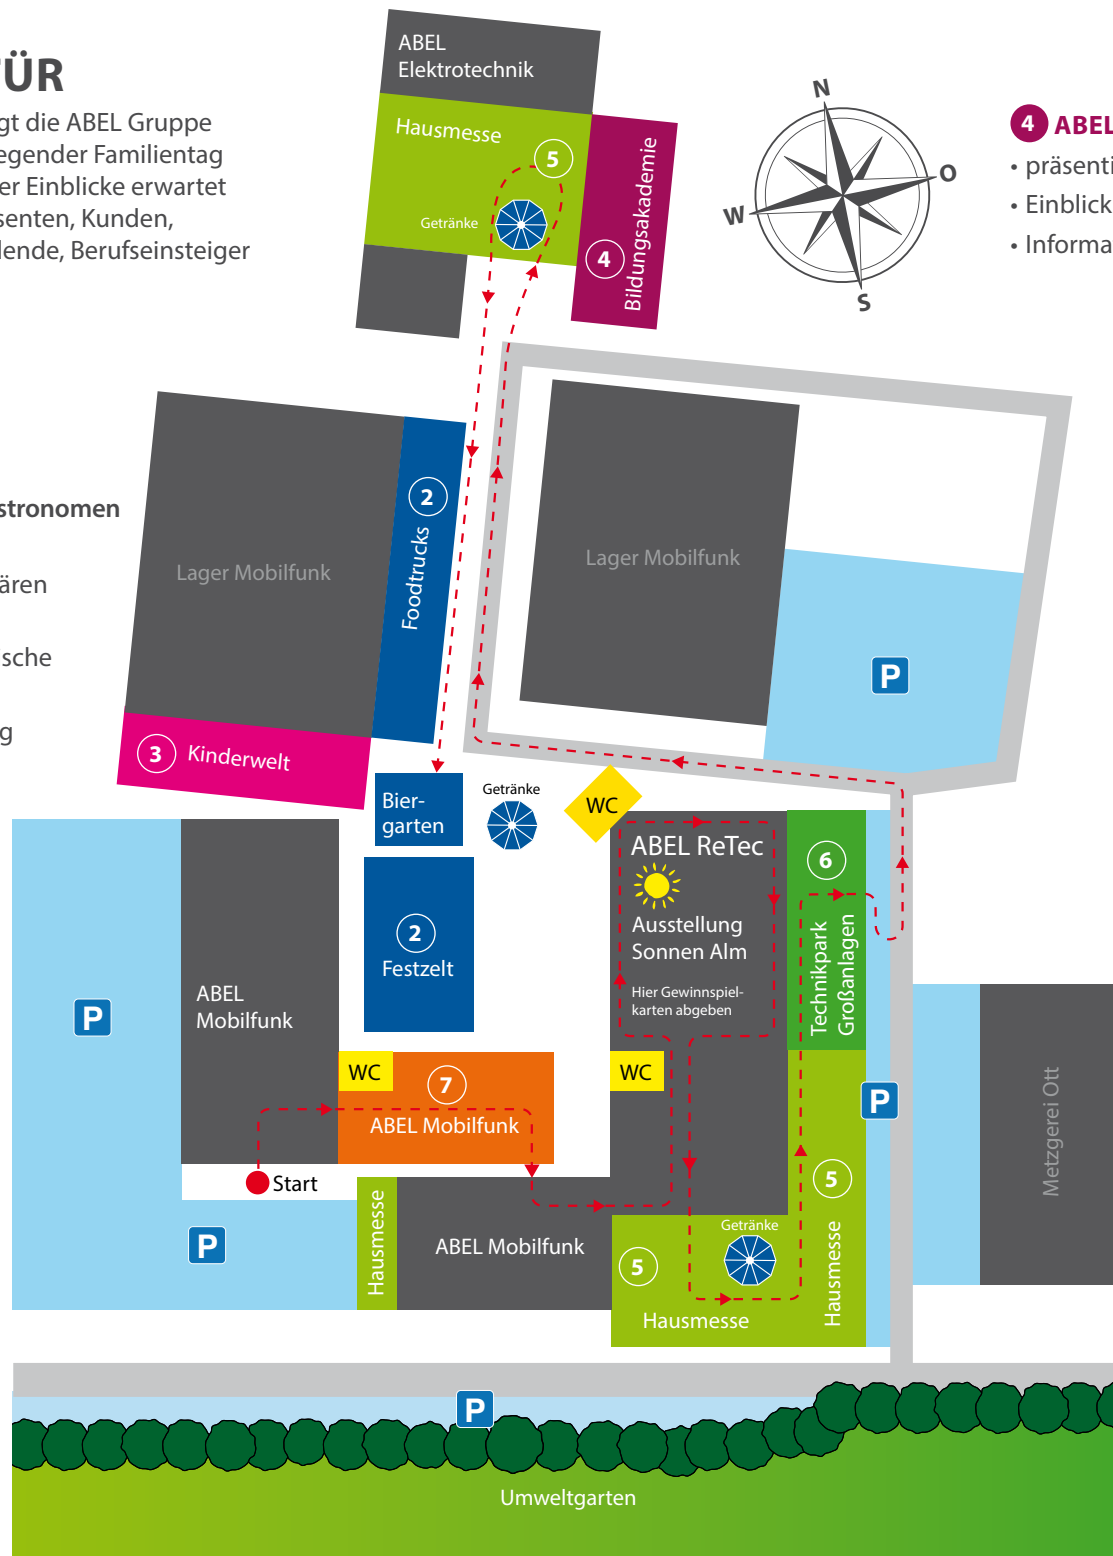 ÜR
gt die ABEL Gruppe
egender Familientag
er Einblicke erwartet
senten, Kunden,
lende, Berufseinsteiger
stronomen
ären
sche
g
ABEL
Elektrotechnik
Hausmesse
5
Getränke
4
Bildungsakademie
N
O
S
W
4 ABEL
• präsenti
• Einblick
• Informa
Lager Mobilfunk
2
Foodtrucks
3 Kinderwelt
Lager Mobilfunk
P
Bier-
garten
Getränke
WC
2
Festzelt
ABEL ReTec
Ausstellung
Sonnen Alm
Hier Gewinnspiel-
karten abgeben
6
Technikpark
Großanlagen
P
ABEL
Mobilfunk
WC
7
ABEL Mobilfunk
WC
P
Metzgerei Ott
Start
P
Hausmesse
ABEL Mobilfunk
5
Hausmesse
Getränke
5
Hausmesse
P
Umweltgarten